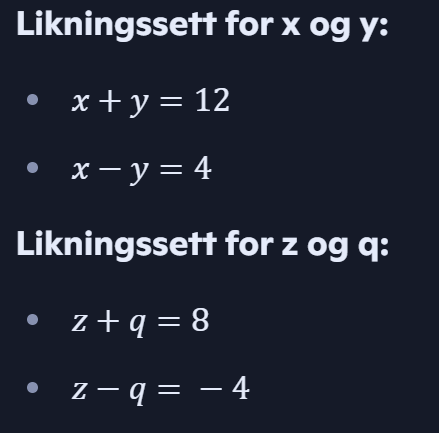 Likningssett for x og y:
• x + y = 12
• x − y = 4
Likningssett for z og q:
• z + q = 8
• z − q = − 4